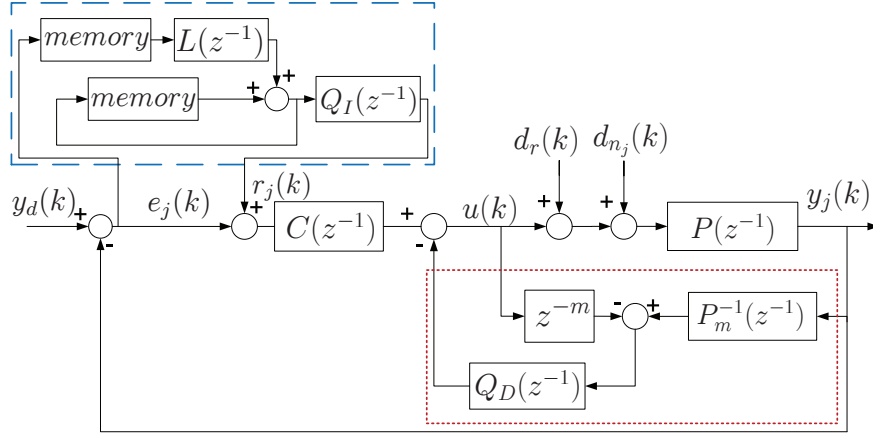 memory L(z⁻¹)
memory + + Q_I(z⁻¹)
d_r(k) d_{n_j}(k)
y_d(k) + - e_j(k) r_j(k) + C(z⁻¹) + - u(k) + + P(z⁻¹) y_j(k)
z⁻ᵐ - + P_m⁻¹(z⁻¹)
Q_D(z⁻¹)